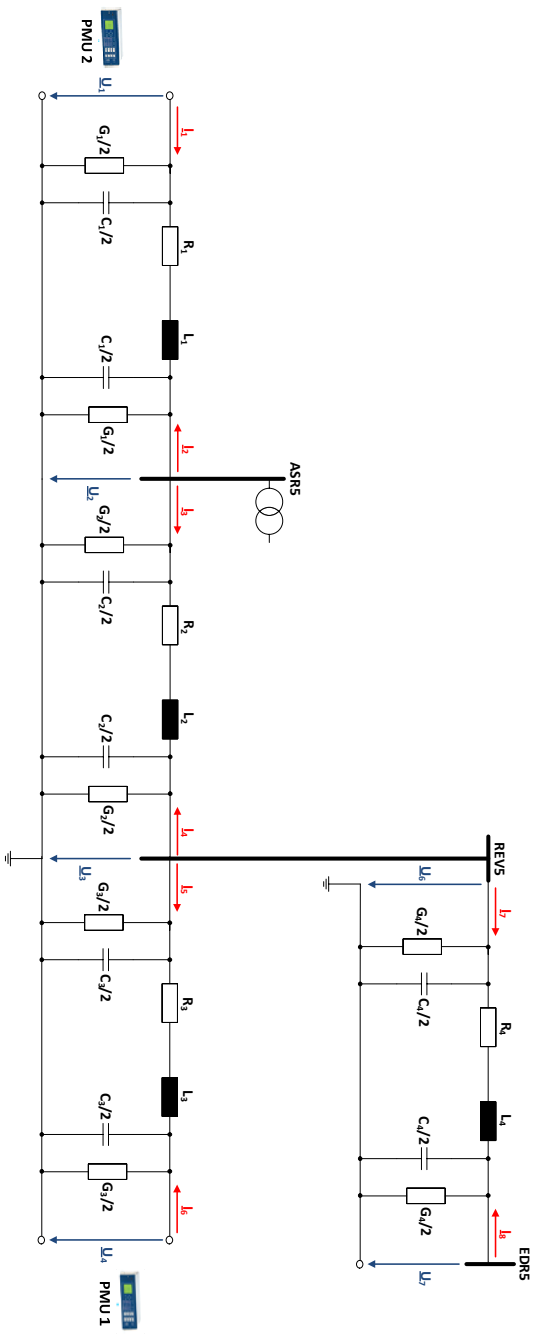 EDR5
REV5
I₇
R₄
L₄
I₈
U₆
G₄/2
C₄/2
C₄/2
G₄/2
U₇
ASR5
I₁
R₁
L₁
I₂
I₃
R₂
L₂
I₄
I₅
R₃
L₃
I₆
U₁
G₁/2
C₁/2
C₁/2
G₁/2
U₂
G₂/2
C₂/2
C₂/2
G₂/2
U₃
G₃/2
C₃/2
C₃/2
G₃/2
U₄
PMU 2
PMU 1